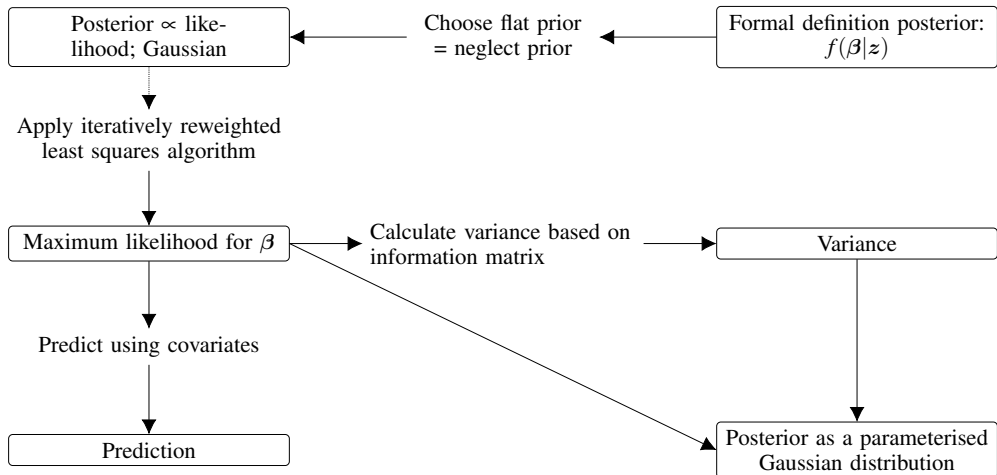 Posterior ∝ like-
lihood; Gaussian
Choose flat prior
= neglect prior
Formal definition posterior:
f(β|z)
Apply iteratively reweighted
least squares algorithm
Maximum likelihood for β
Calculate variance based on
information matrix
Variance
Predict using covariates
Prediction
Posterior as a parameterised
Gaussian distribution